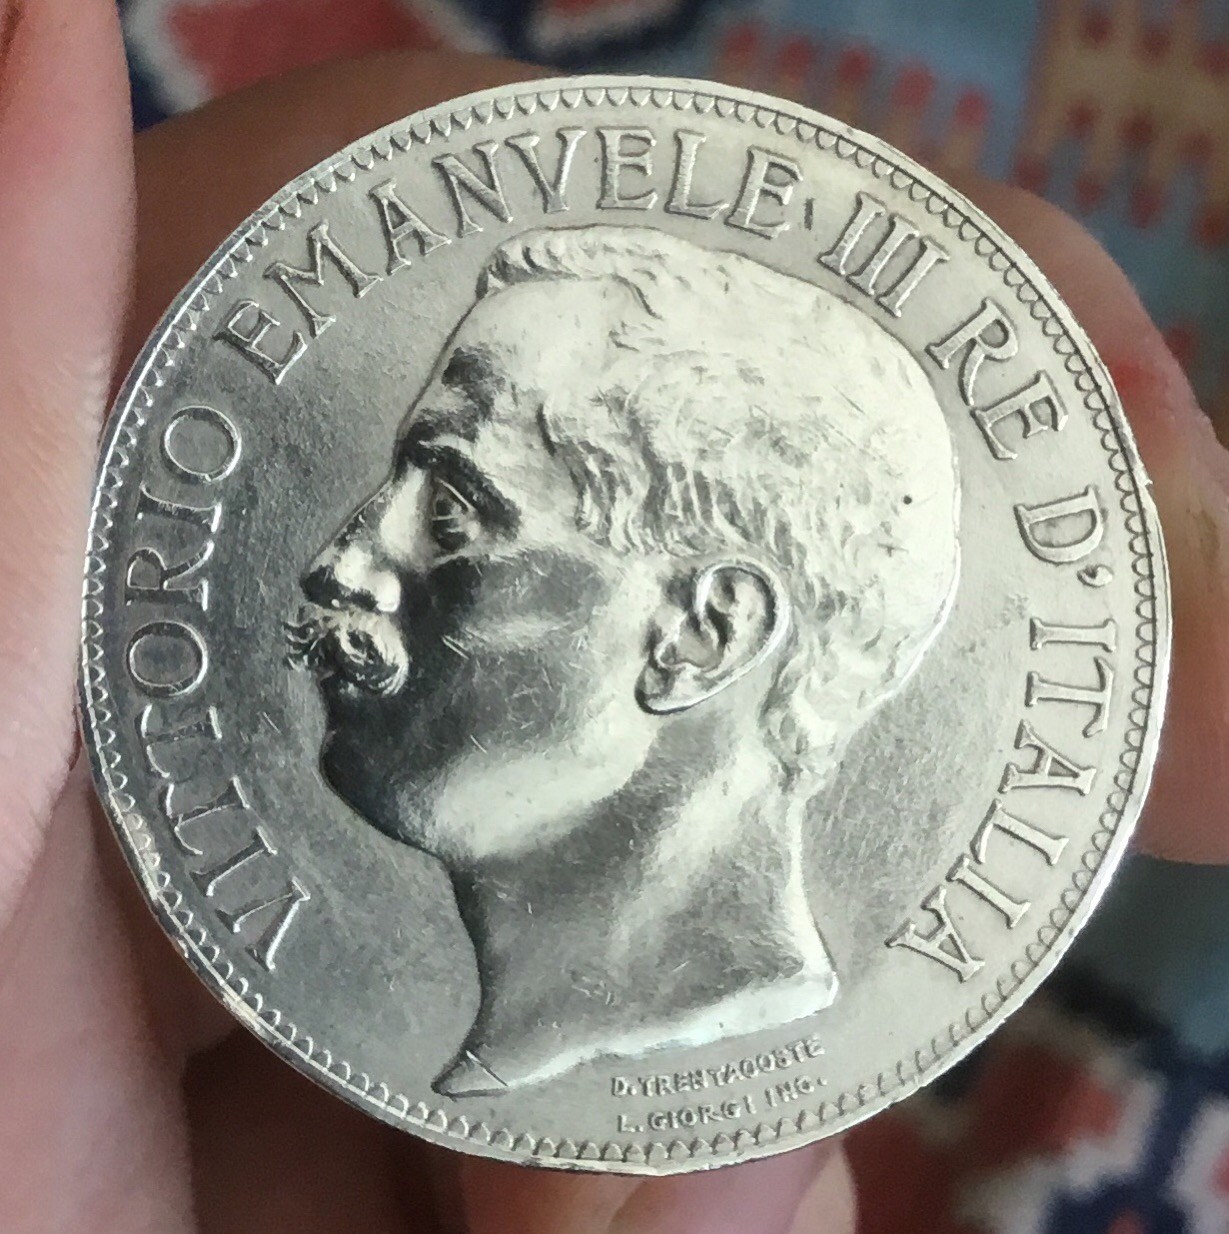 VITTORIO EMANVELE · III RE D'ITALIA
D. TRENTACOSTE
L. GIORGI INC.